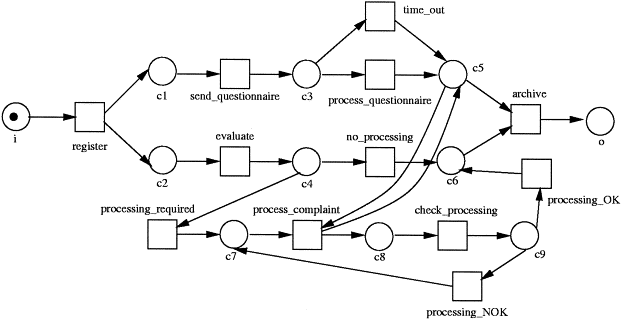 time_out
c1
send_questionnaire
c3
process_questionnaire
c5
archive
i
register
evaluate
no_processing
o
c2
c4
c6
processing_OK
processing_required
process_complaint
check_processing
c7
c8
c9
processing_NOK